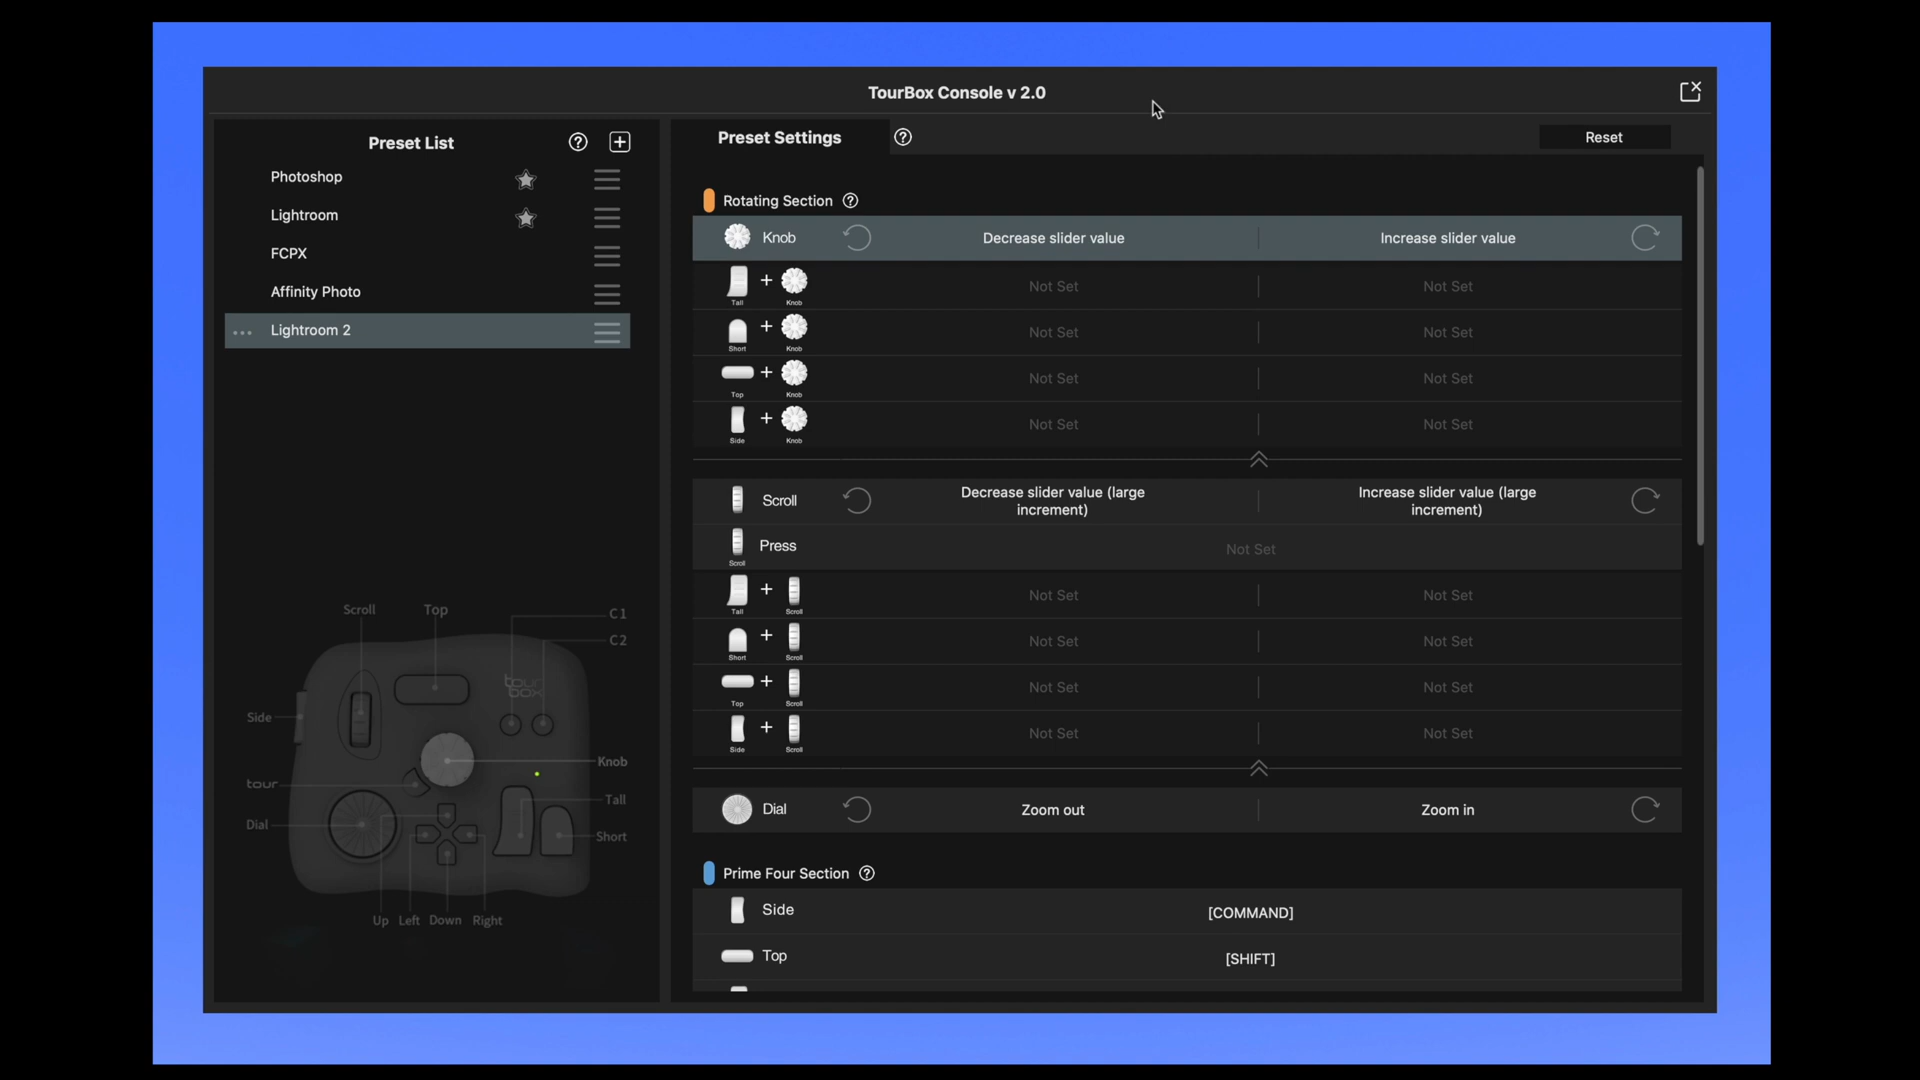 TourBox Console v 2.0
Preset List
Photoshop
Lightroom
FCPX
Affinity Photo
Lightroom 2
Scroll
Top
C1
C2
tour
box
Side
Knob
tour
Tall
Dial
Short
Up
Left
Down
Right
Preset Settings
Reset
Rotating Section
Knob
Decrease slider value
Increase slider value
+
Tall
Knob
Not Set
Not Set
+
Short
Knob
Not Set
Not Set
+
Top
Knob
Not Set
Not Set
+
Side
Knob
Not Set
Not Set
Scroll
Decrease slider value (large
increment)
Increase slider value (large
increment)
Scroll
Press
Not Set
+
Tall
Scroll
Not Set
Not Set
+
Short
Scroll
Not Set
Not Set
+
Top
Scroll
Not Set
Not Set
+
Side
Scroll
Not Set
Not Set
Dial
Zoom out
Zoom in
Prime Four Section
Side
[COMMAND]
Top
[SHIFT]